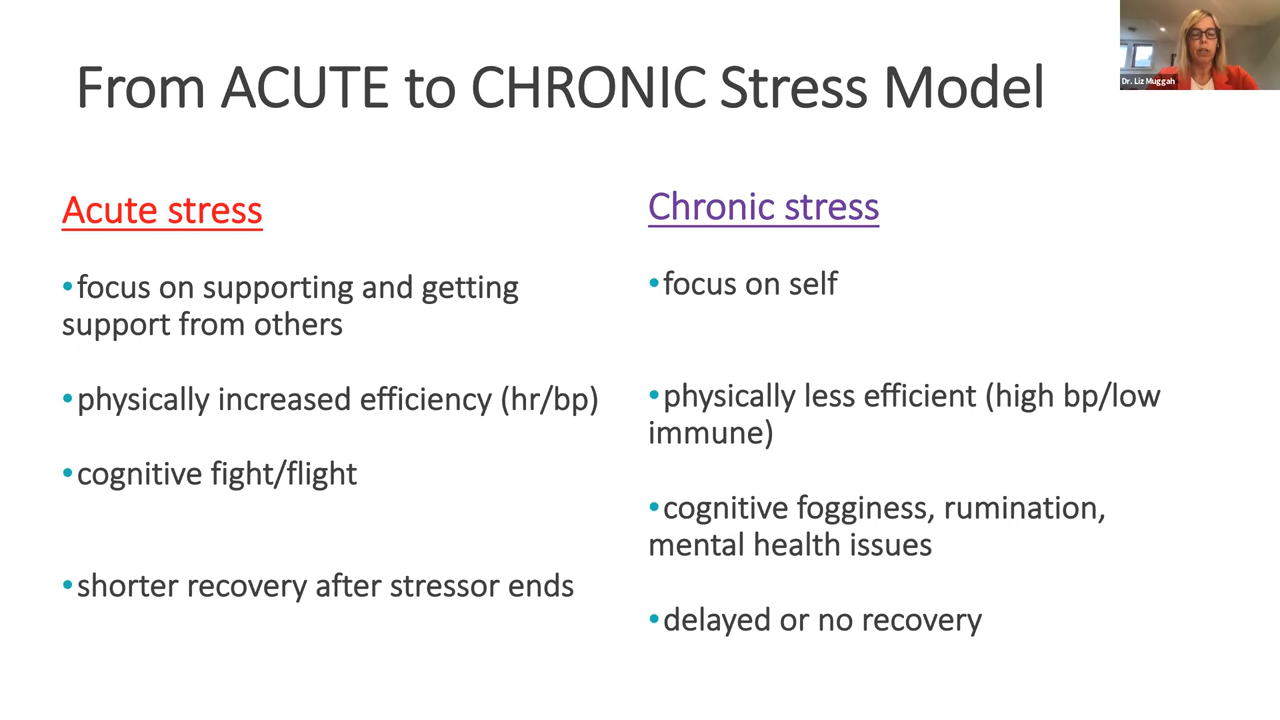 From ACUTE to CHRONIC Stress Model
Dr. Liz Muggah
Acute stress
•focus on supporting and getting
support from others
•physically increased efficiency (hr/bp)
•cognitive fight/flight
•shorter recovery after stressor ends
Chronic stress
•focus on self
•physically less efficient (high bp/low
immune)
•cognitive fogginess, rumination,
mental health issues
•delayed or no recovery